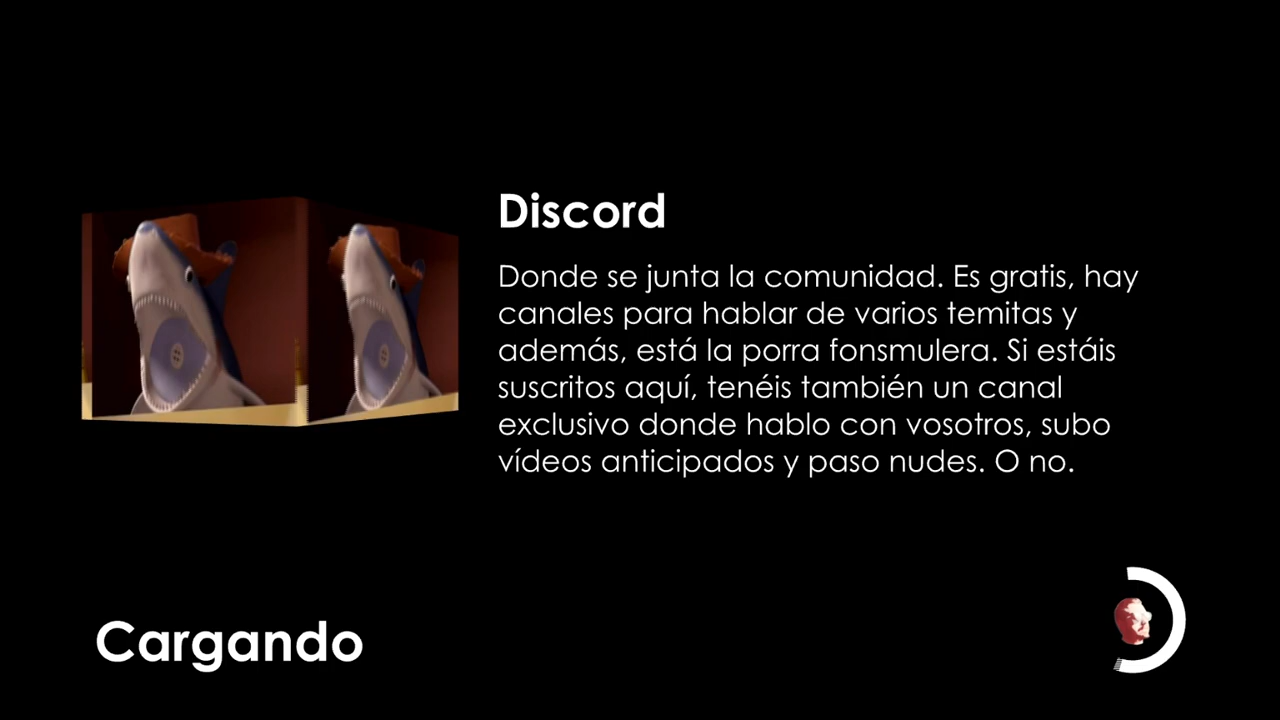 Discord
Donde se junta la comunidad. Es gratis, hay
canales para hablar de varios temitas y
además, está la porra fonsmulera. Si estáis
suscritos aquí, tenéis también un canal
exclusivo donde hablo con vosotros, subo
vídeos anticipados y paso nudes. O no.
Cargando